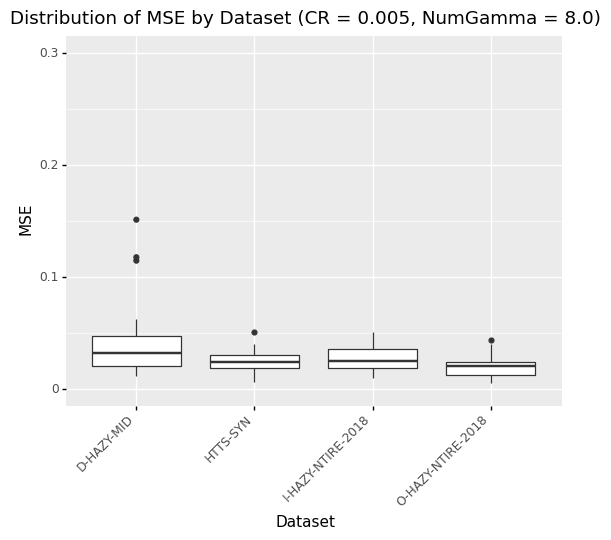 Distribution of MSE by Dataset (CR = 0.005, NumGamma = 8.0)
0.3
0.2
MSE
0.1
0
D-HAZY-MID
HTTS-SYN
I-HAZY-NTIRE-2018
O-HAZY-NTIRE-2018
Dataset